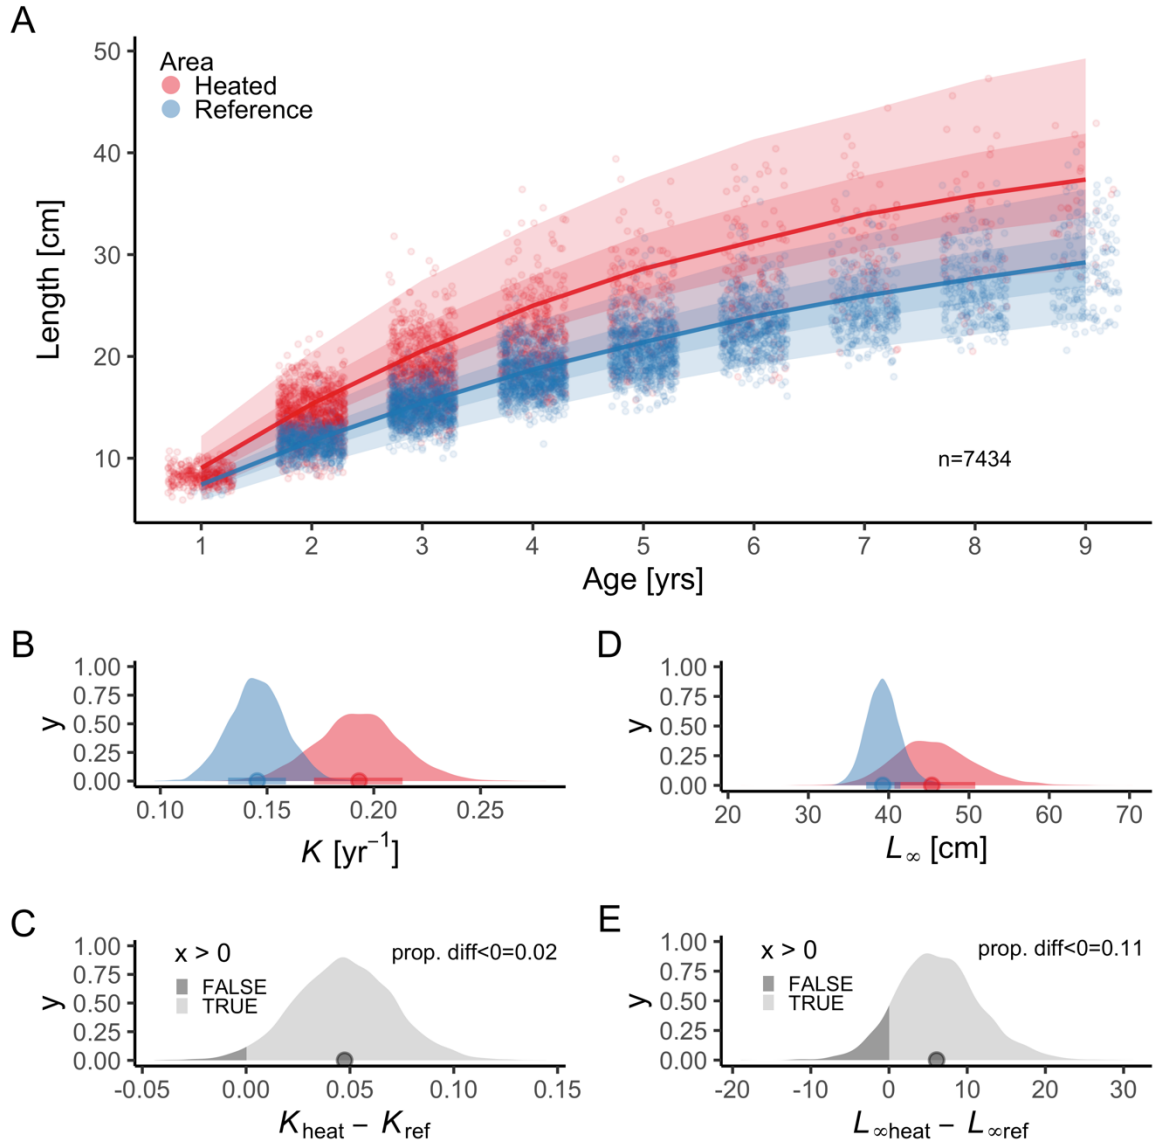 A
50
40
30
20
10
Length [cm]
Area
Heated
Reference
n=7434
1 2 3 4 5 6 7 8 9
Age [yrs]
B
1.00
0.75
0.50
0.25
0.00
y
0.10 0.15 0.20 0.25
K [yr⁻¹]
D
1.00
0.75
0.50
0.25
0.00
y
20 30 40 50 60 70
L∞ [cm]
C
1.00
0.75
0.50
0.25
0.00
y
x > 0
FALSE
TRUE
prop. diff<0=0.02
-0.05 0.00 0.05 0.10 0.15
Kheat − Kref
E
1.00
0.75
0.50
0.25
0.00
y
x > 0
FALSE
TRUE
prop. diff<0=0.11
-20 -10 0 10 20 30
L∞heat − L∞ref